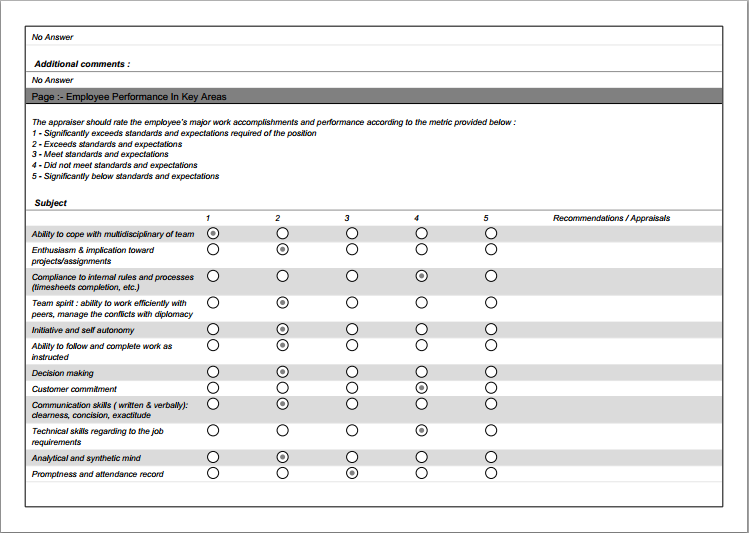 No Answer
Additional comments :
No Answer
Page :- Employee Performance In Key Areas
The appraiser should rate the employee's major work accomplishments and performance according to the metric provided below :
1 - Significantly exceeds standards and expectations required of the position
2 - Exceeds standards and expectations
3 - Meet standards and expectations
4 - Did not meet standards and expectations
5 - Significantly below standards and expectations
Subject
1 2 3 4 5 Recommendations / Appraisals
Ability to cope with multidisciplinary of team
Enthusiasm & implication toward
projects/assignments
Compliance to internal rules and processes
(timesheets completion, etc.)
Team spirit : ability to work efficiently with
peers, manage the conflicts with diplomacy
Initiative and self autonomy
Ability to follow and complete work as
instructed
Decision making
Customer commitment
Communication skills ( written & verbally):
clearness, concision, exactitude
Technical skills regarding to the job
requirements
Analytical and synthetic mind
Promptness and attendance record